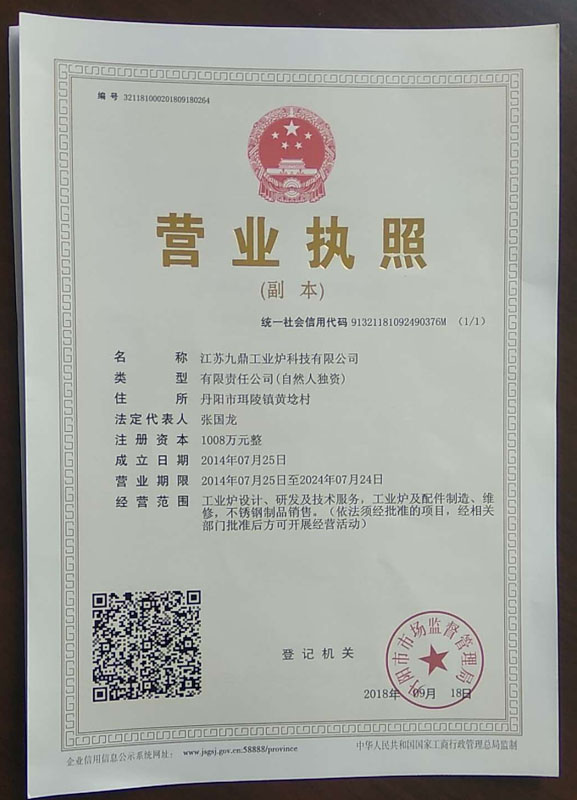 编号 321181000201809180264
营业执照
(副 本)
统一社会信用代码 91321181092490376M (1/1)
名 称 江苏九鼎工业炉科技有限公司
类 型 有限责任公司(自然人独资)
住 所 丹阳市珥陵镇黄埝村
法定代表人 张国龙
注册资本 1008万元整
成立日期 2014年07月25日
营业期限 2014年07月25日至2024年07月24日
经营范围 工业炉设计、研发及技术服务，工业炉及配件制造、维
修，不锈钢制品销售。（依法须经批准的项目，经相关
部门批准后方可开展经营活动）
登记机关
丹阳市市场监督管理局
2018年 09月 18日
企业信用信息公示系统网址： www.jsgsj.gov.cn:58888/province
中华人民共和国国家工商行政管理总局监制